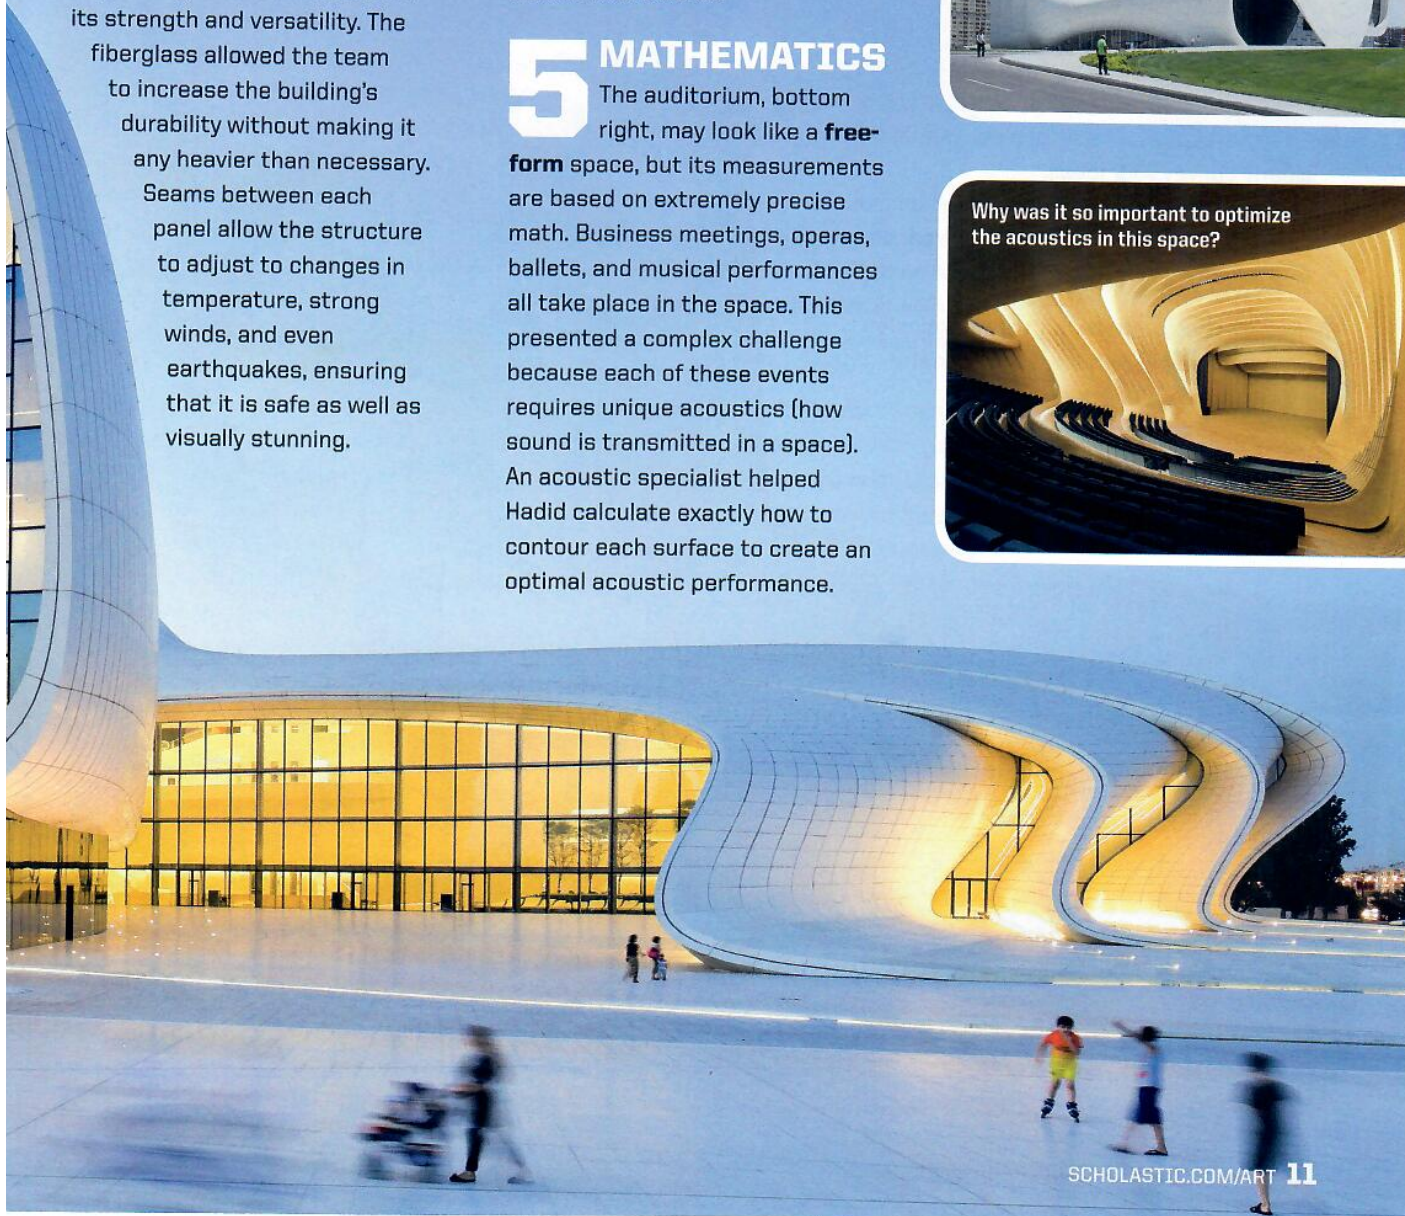 its strength and versatility. The
fiberglass allowed the team
to increase the building's
durability without making it
any heavier than necessary.
Seams between each
panel allow the structure
to adjust to changes in
temperature, strong
winds, and even
earthquakes, ensuring
that it is safe as well as
visually stunning.
5 MATHEMATICS
The auditorium, bottom
right, may look like a free-
form space, but its measurements
are based on extremely precise
math. Business meetings, operas,
ballets, and musical performances
all take place in the space. This
presented a complex challenge
because each of these events
requires unique acoustics (how
sound is transmitted in a space).
An acoustic specialist helped
Hadid calculate exactly how to
contour each surface to create an
optimal acoustic performance.
Why was it so important to optimize
the acoustics in this space?
SCHOLASTIC.COM/ART 11